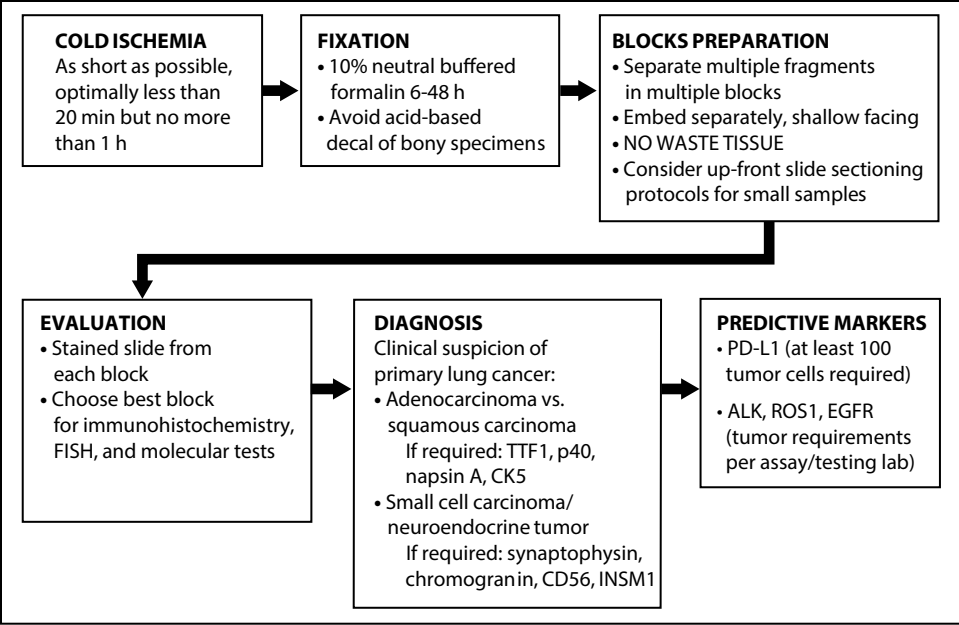 COLD ISCHEMIA
As short as possible,
optimally less than
20 min but no more
than 1 h
FIXATION
• 10% neutral buffered
formalin 6-48 h
• Avoid acid-based
decal of bony specimens
BLOCKS PREPARATION
• Separate multiple fragments
in multiple blocks
• Embed separately, shallow facing
• NO WASTE TISSUE
• Consider up-front slide sectioning
protocols for small samples
EVALUATION
• Stained slide from
each block
• Choose best block
for immunohistochemistry,
FISH, and molecular tests
DIAGNOSIS
Clinical suspicion of
primary lung cancer:
• Adenocarcinoma vs.
squamous carcinoma
If required: TTF1, p40,
napsin A, CK5
• Small cell carcinoma/
neuroendocrine tumor
If required: synaptophysin,
chromogranin, CD56, INSM1
PREDICTIVE MARKERS
• PD-L1 (at least 100
tumor cells required)
• ALK, ROS1, EGFR
(tumor requirements
per assay/testing lab)